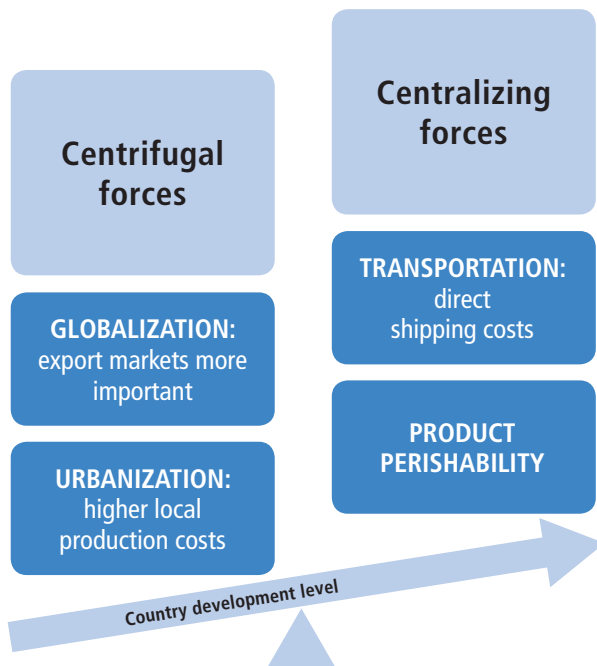 Centrifugal
forces
GLOBALIZATION:
export markets more
important
URBANIZATION:
higher local
production costs
Centralizing
forces
TRANSPORTATION:
direct
shipping costs
PRODUCT
PERISHABILITY
Country development level